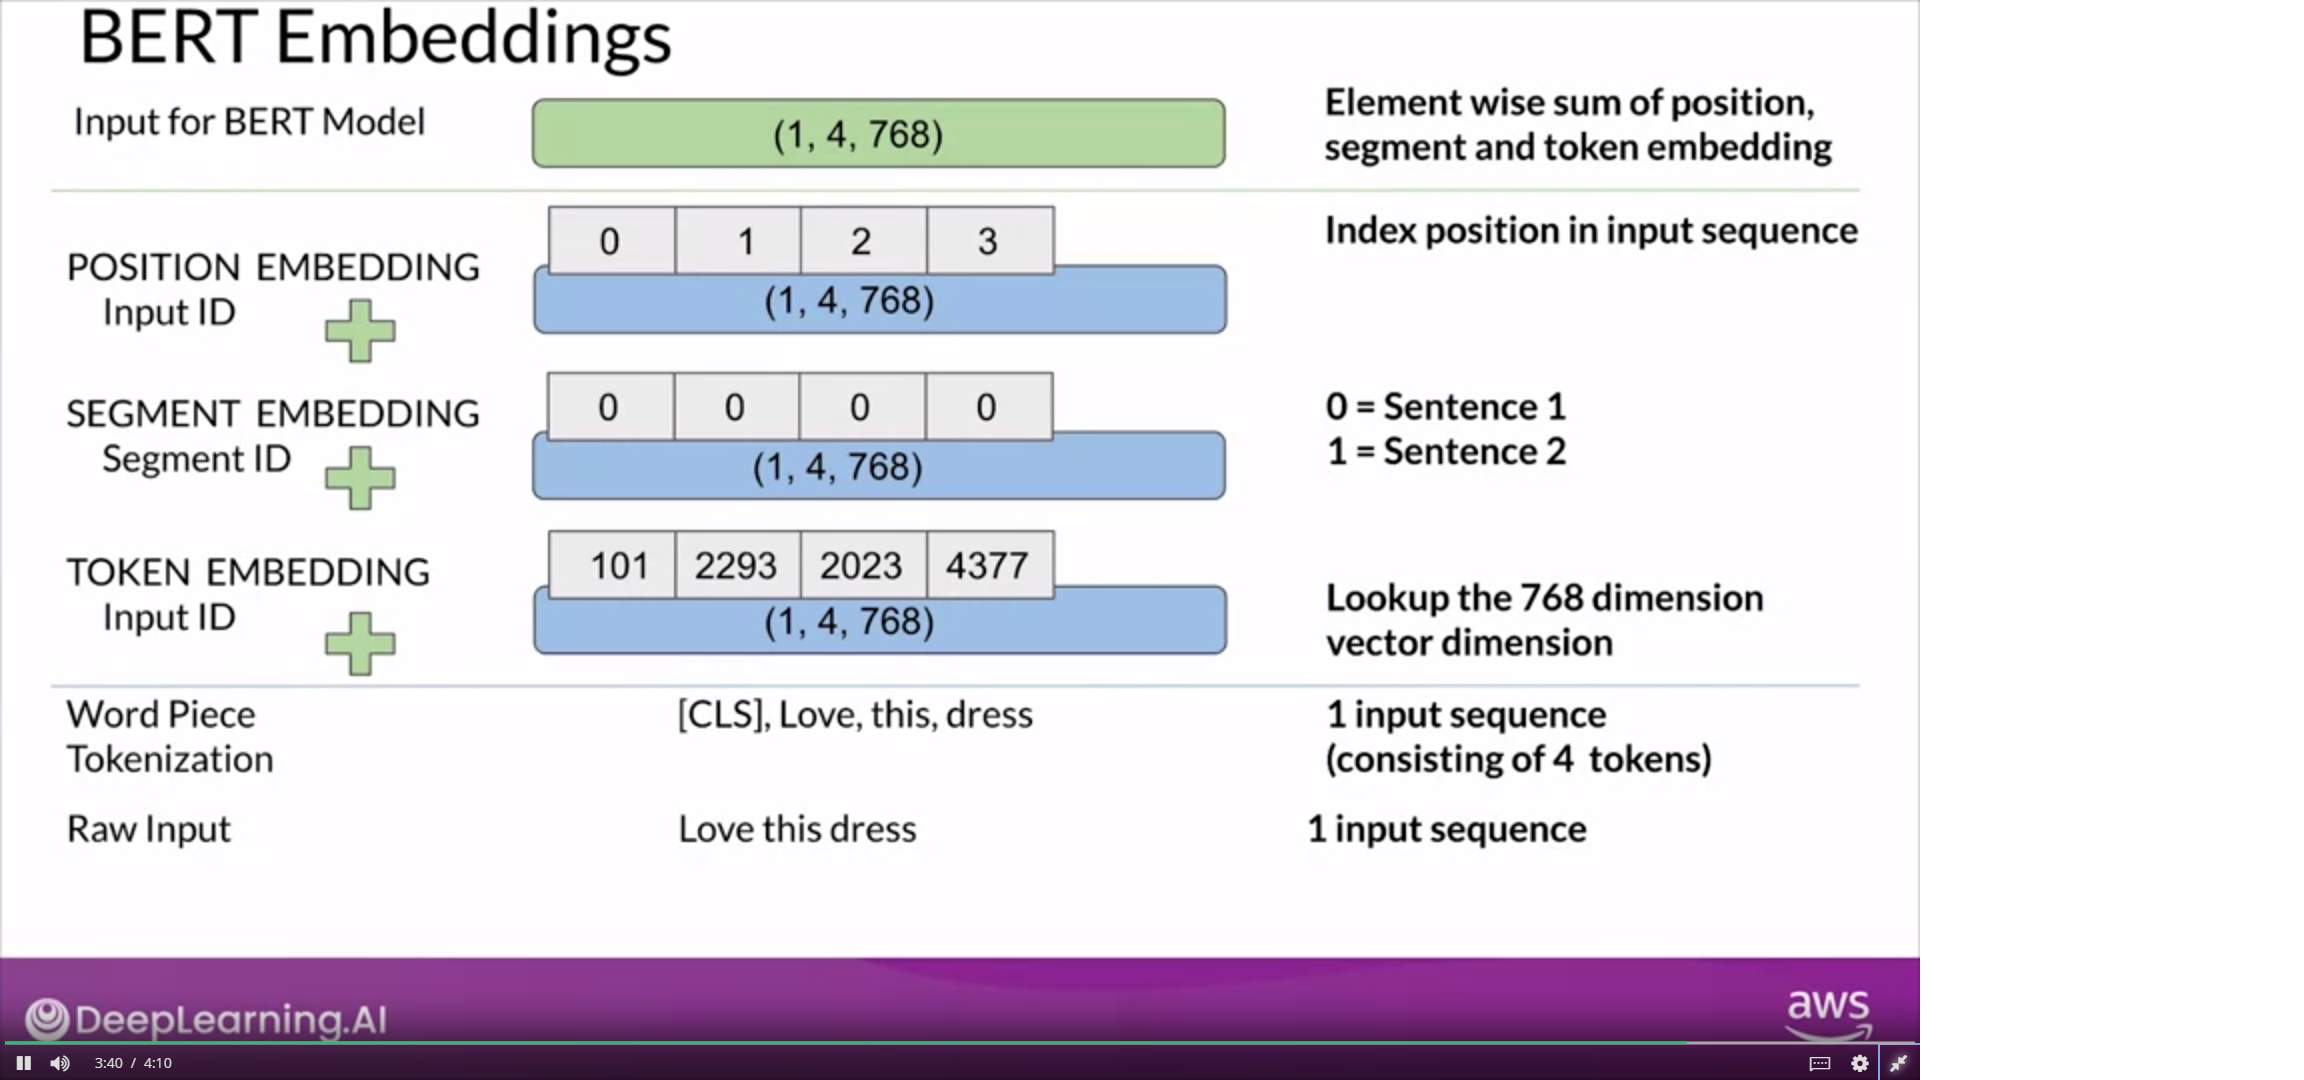 BERT Embeddings
Input for BERT Model
(1, 4, 768)
Element wise sum of position,
segment and token embedding
POSITION EMBEDDING
Input ID
0 1 2 3
(1, 4, 768)
Index position in input sequence
SEGMENT EMBEDDING
Segment ID
0 0 0 0
(1, 4, 768)
0 = Sentence 1
1 = Sentence 2
TOKEN EMBEDDING
Input ID
101 2293 2023 4377
(1, 4, 768)
Lookup the 768 dimension
vector dimension
Word Piece
Tokenization
[CLS], Love, this, dress
1 input sequence
(consisting of 4 tokens)
Raw Input
Love this dress
1 input sequence
DeepLearning.AI
aws
3:40 / 4:10